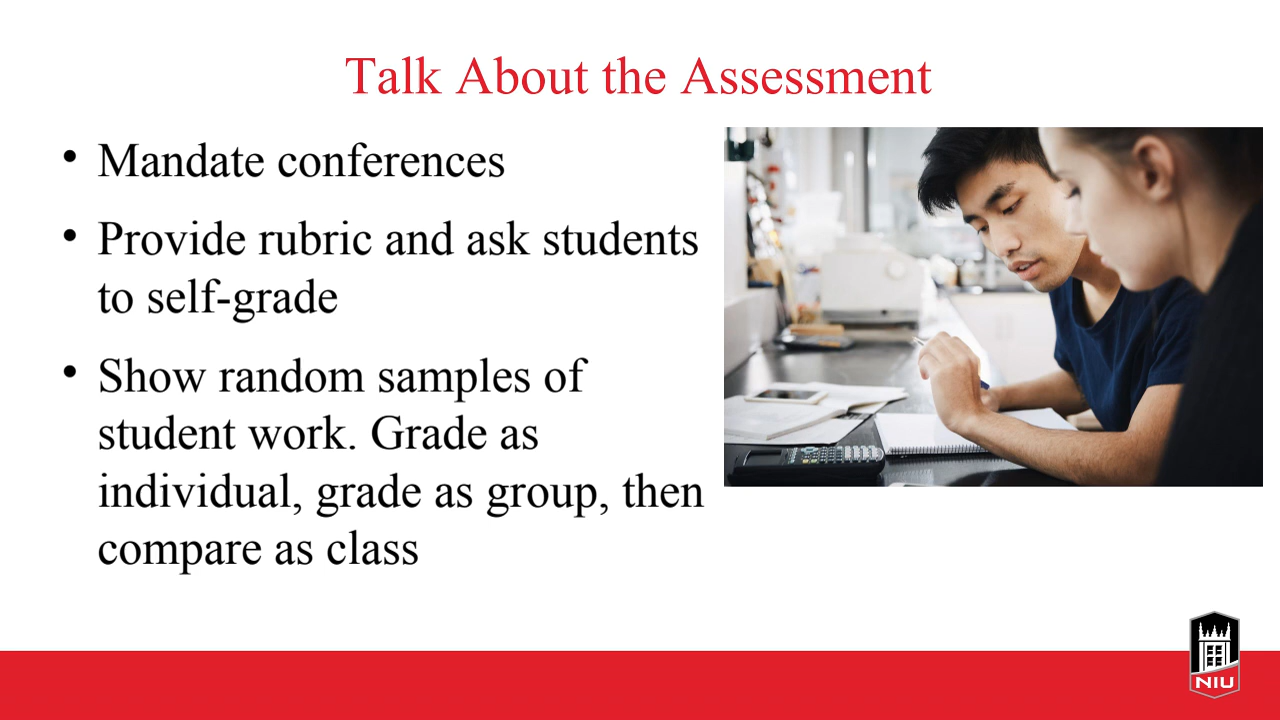 Talk About the Assessment
• Mandate conferences
• Provide rubric and ask students
to self-grade
• Show random samples of
student work. Grade as
individual, grade as group, then
compare as class
NIU